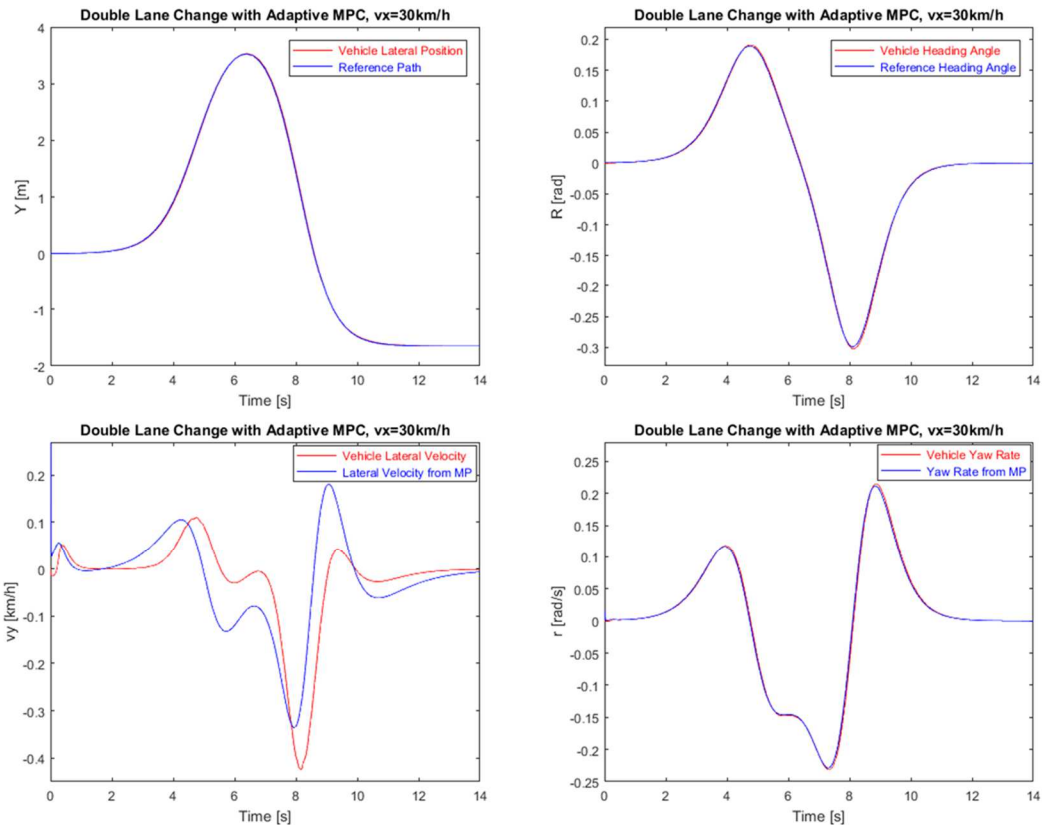 Double Lane Change with Adaptive MPC, vx=30km/h
4
3
2
1
0
-1
-2
Y [m]
Vehicle Lateral Position
Reference Path
0 2 4 6 8 10 12 14
Time [s]
Double Lane Change with Adaptive MPC, vx=30km/h
0.2
0.15
0.1
0.05
0
-0.05
-0.1
-0.15
-0.2
-0.25
-0.3
R [rad]
Vehicle Heading Angle
Reference Heading Angle
0 2 4 6 8 10 12 14
Time [s]
Double Lane Change with Adaptive MPC, vx=30km/h
0.2
0.1
0
-0.1
-0.2
-0.3
-0.4
vy [km/h]
Vehicle Lateral Velocity
Lateral Velocity from MP
0 2 4 6 8 10 12 14
Time [s]
Double Lane Change with Adaptive MPC, vx=30km/h
0.25
0.2
0.15
0.1
0.05
0
-0.05
-0.1
-0.15
-0.2
-0.25
r [rad/s]
Vehicle Yaw Rate
Yaw Rate from MP
0 2 4 6 8 10 12 14
Time [s]